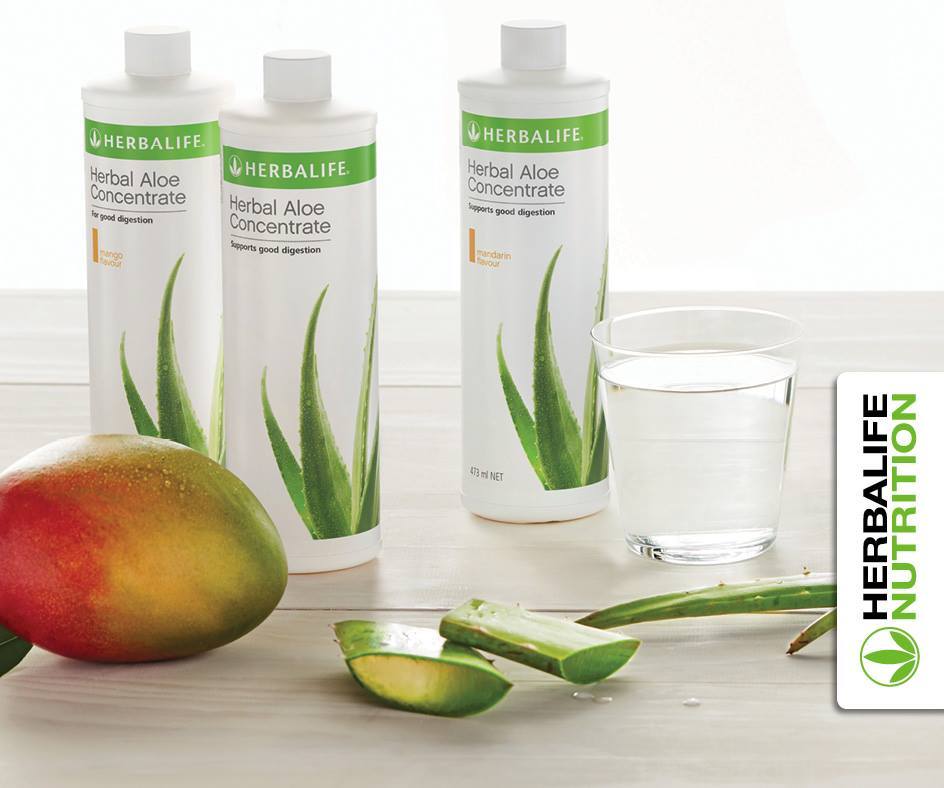 HERBALIFE.
Herbal Aloe
Concentrate
For good digestion
mango
flavour
HERBALIFE.
Herbal Aloe
Concentrate
Supports good digestion
HERBALIFE.
Herbal Aloe
Concentrate
Supports good digestion
mandarin
flavour
473 ml NET
HERBALIFE
NUTRITION